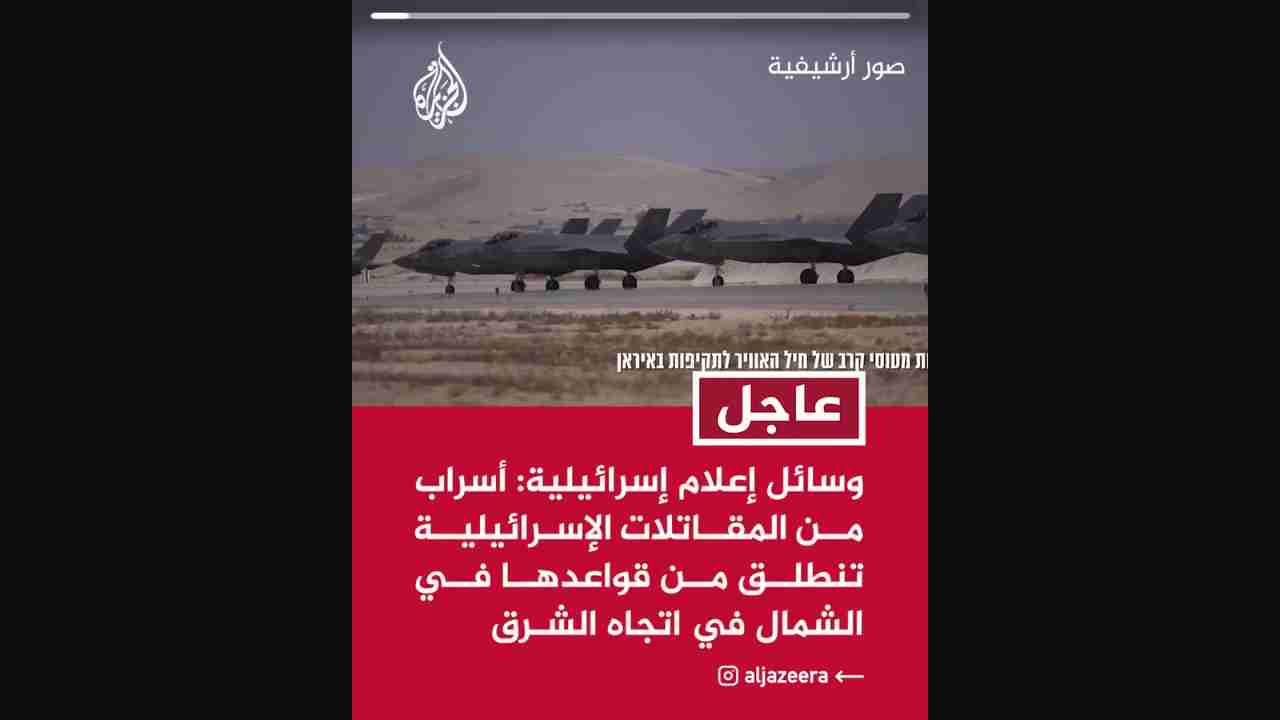 صور أرشيفية
الجزيرة
מטוסי קרב של חיל האוויר לתקיפות באיראן
عاجل
وسائل إعلام إسرائيلية: أسراب
من المقاتلات الإسرائيلية
تنطلق من قواعدها في
الشمال في اتجاه الشرق
aljazeera